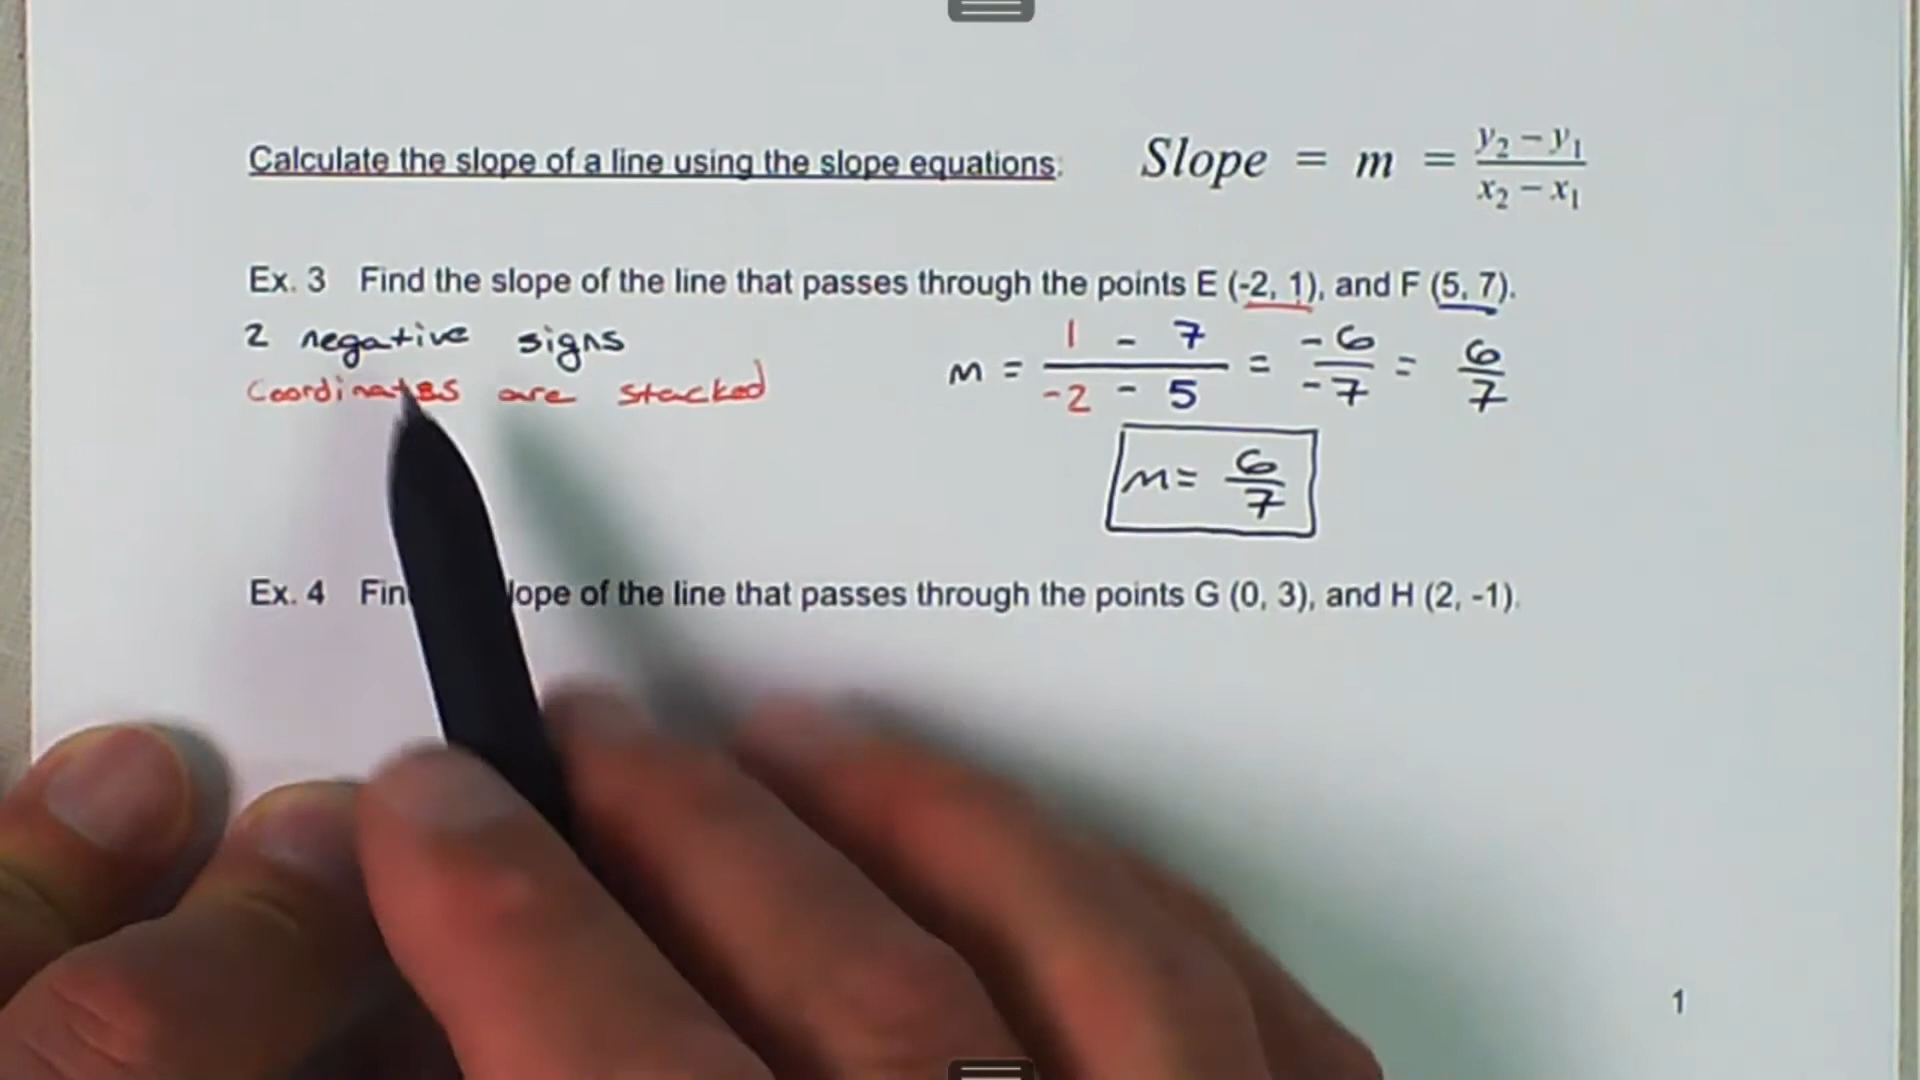 Calculate the slope of a line using the slope equations: Slope = m = y₂ − y₁ / x₂ − x₁
Ex. 3 Find the slope of the line that passes through the points E (-2, 1), and F (5, 7).
2 negative signs
Coordinates are stacked
m = 1 - 7 / -2 - 5 = -6 / -7 = 6 / 7
m = 6 / 7
Ex. 4 of the line that passes through the points G (0, 3), and H (2, -1).
1